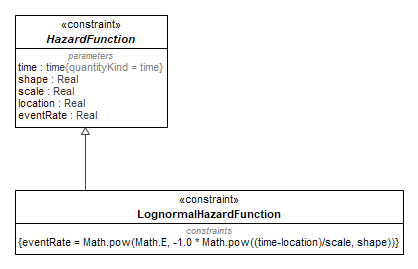 «constraint»
HazardFunction
parameters
time : time{quantityKind = time}
shape : Real
scale : Real
location : Real
eventRate : Real
«constraint»
LognormalHazardFunction
constraints
{eventRate = Math.pow(Math.E, -1.0 * Math.pow((time-location)/scale, shape))}